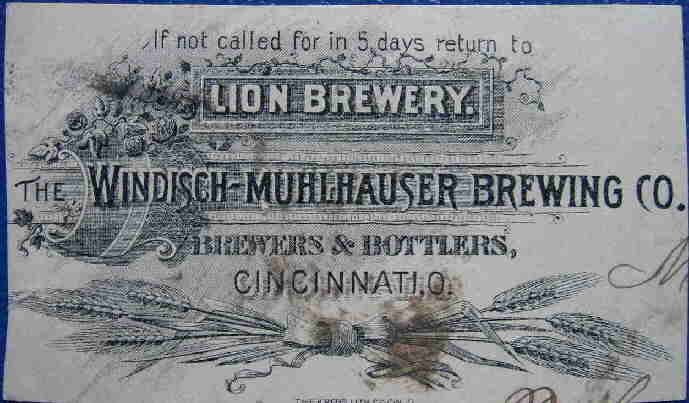 If not called for in 5 days return to
LION BREWERY.
THE WINDISCH-MUHLHAUSER BREWING CO.
BREWERS & BOTTLERS,
CINCINNATI, O.